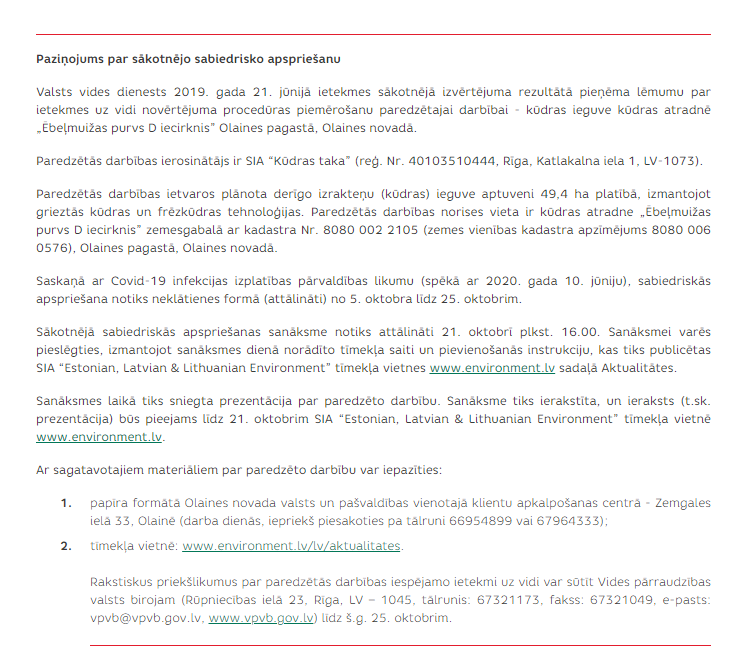 Paziņojums par sākotnējo sabiedrisko apspriešanu
Valsts vides dienests 2019. gada 21. jūnijā ietekmes sākotnējā izvērtējuma rezultātā pieņēma lēmumu par
ietekmes uz vidi novērtējuma procedūras piemērošanu paredzētajai darbībai - kūdras ieguve kūdras atradnē
„Ēbeļmuižas purvs D iecirknis” Olaines pagastā, Olaines novadā.
Paredzētās darbības ierosinātājs ir SIA “Kūdras taka” (reģ. Nr. 40103510444, Rīga, Katlakalna iela 1, LV-1073).
Paredzētās darbības ietvaros plānota derīgo izrakteņu (kūdras) ieguve aptuveni 49,4 ha platībā, izmantojot
grieztās kūdras un frēzkūdras tehnoloģijas. Paredzētās darbības norises vieta ir kūdras atradne „Ēbeļmuižas
purvs D iecirknis” zemesgabalā ar kadastra Nr. 8080 002 2105 (zemes vienības kadastra apzīmējums 8080 006
0576), Olaines pagastā, Olaines novadā.
Saskaņā ar Covid-19 infekcijas izplatības pārvaldības likumu (spēkā ar 2020. gada 10. jūniju), sabiedriskās
apspriešana notiks neklātienes formā (attālināti) no 5. oktobra līdz 25. oktobrim.
Sākotnējā sabiedriskās apspriešanas sanāksme notiks attālināti 21. oktobrī plkst. 16.00. Sanāksmei varēs
pieslēgties, izmantojot sanāksmes dienā norādīto tīmekļa saiti un pievienošanās instrukciju, kas tiks publicētas
SIA “Estonian, Latvian & Lithuanian Environment” tīmekļa vietnes www.environment.lv sadaļā Aktualitātes.
Sanāksmes laikā tiks sniegta prezentācija par paredzēto darbību. Sanāksme tiks ierakstīta, un ieraksts (t.sk.
prezentācija) būs pieejams līdz 21. oktobrim SIA “Estonian, Latvian & Lithuanian Environment” tīmekļa vietnē
www.environment.lv.
Ar sagatavotajiem materiāliem par paredzēto darbību var iepazīties:
1. papīra formātā Olaines novada valsts un pašvaldības vienotajā klientu apkalpošanas centrā - Zemgales
ielā 33, Olainē (darba dienās, iepriekš piesakoties pa tālruni 66954899 vai 67964333);
2. tīmekļa vietnē: www.environment.lv/lv/aktualitates.
Rakstiskus priekšlikumus par paredzētās darbības iespējamo ietekmi uz vidi var sūtīt Vides pārraudzības
valsts birojam (Rūpniecības ielā 23, Rīga, LV – 1045, tālrunis: 67321173, fakss: 67321049, e-pasts:
vpvb@vpvb.gov.lv, www.vpvb.gov.lv) līdz š.g. 25. oktobrim.